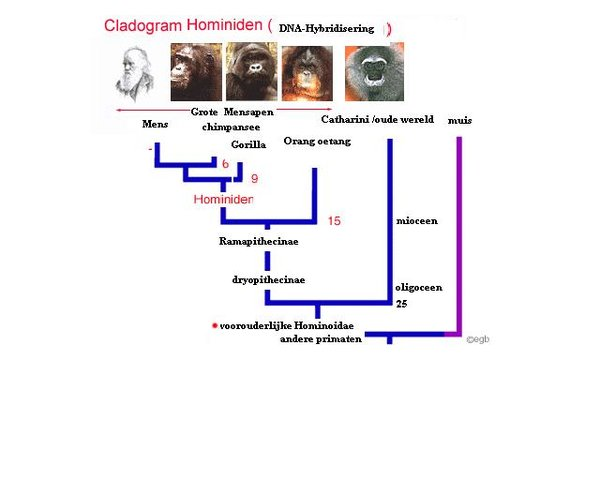 Cladogram Hominiden ( DNA-Hybridisering )
Grote Mensapen
Mens
chimpansee
Catharini /oude wereld
muis
Gorilla
Orang oetang
6
9
Hominiden
15
mioceen
Ramapithecinae
dryopithecinae
oligoceen
25
voorouderlijke Hominoidae
andere primaten
©egb